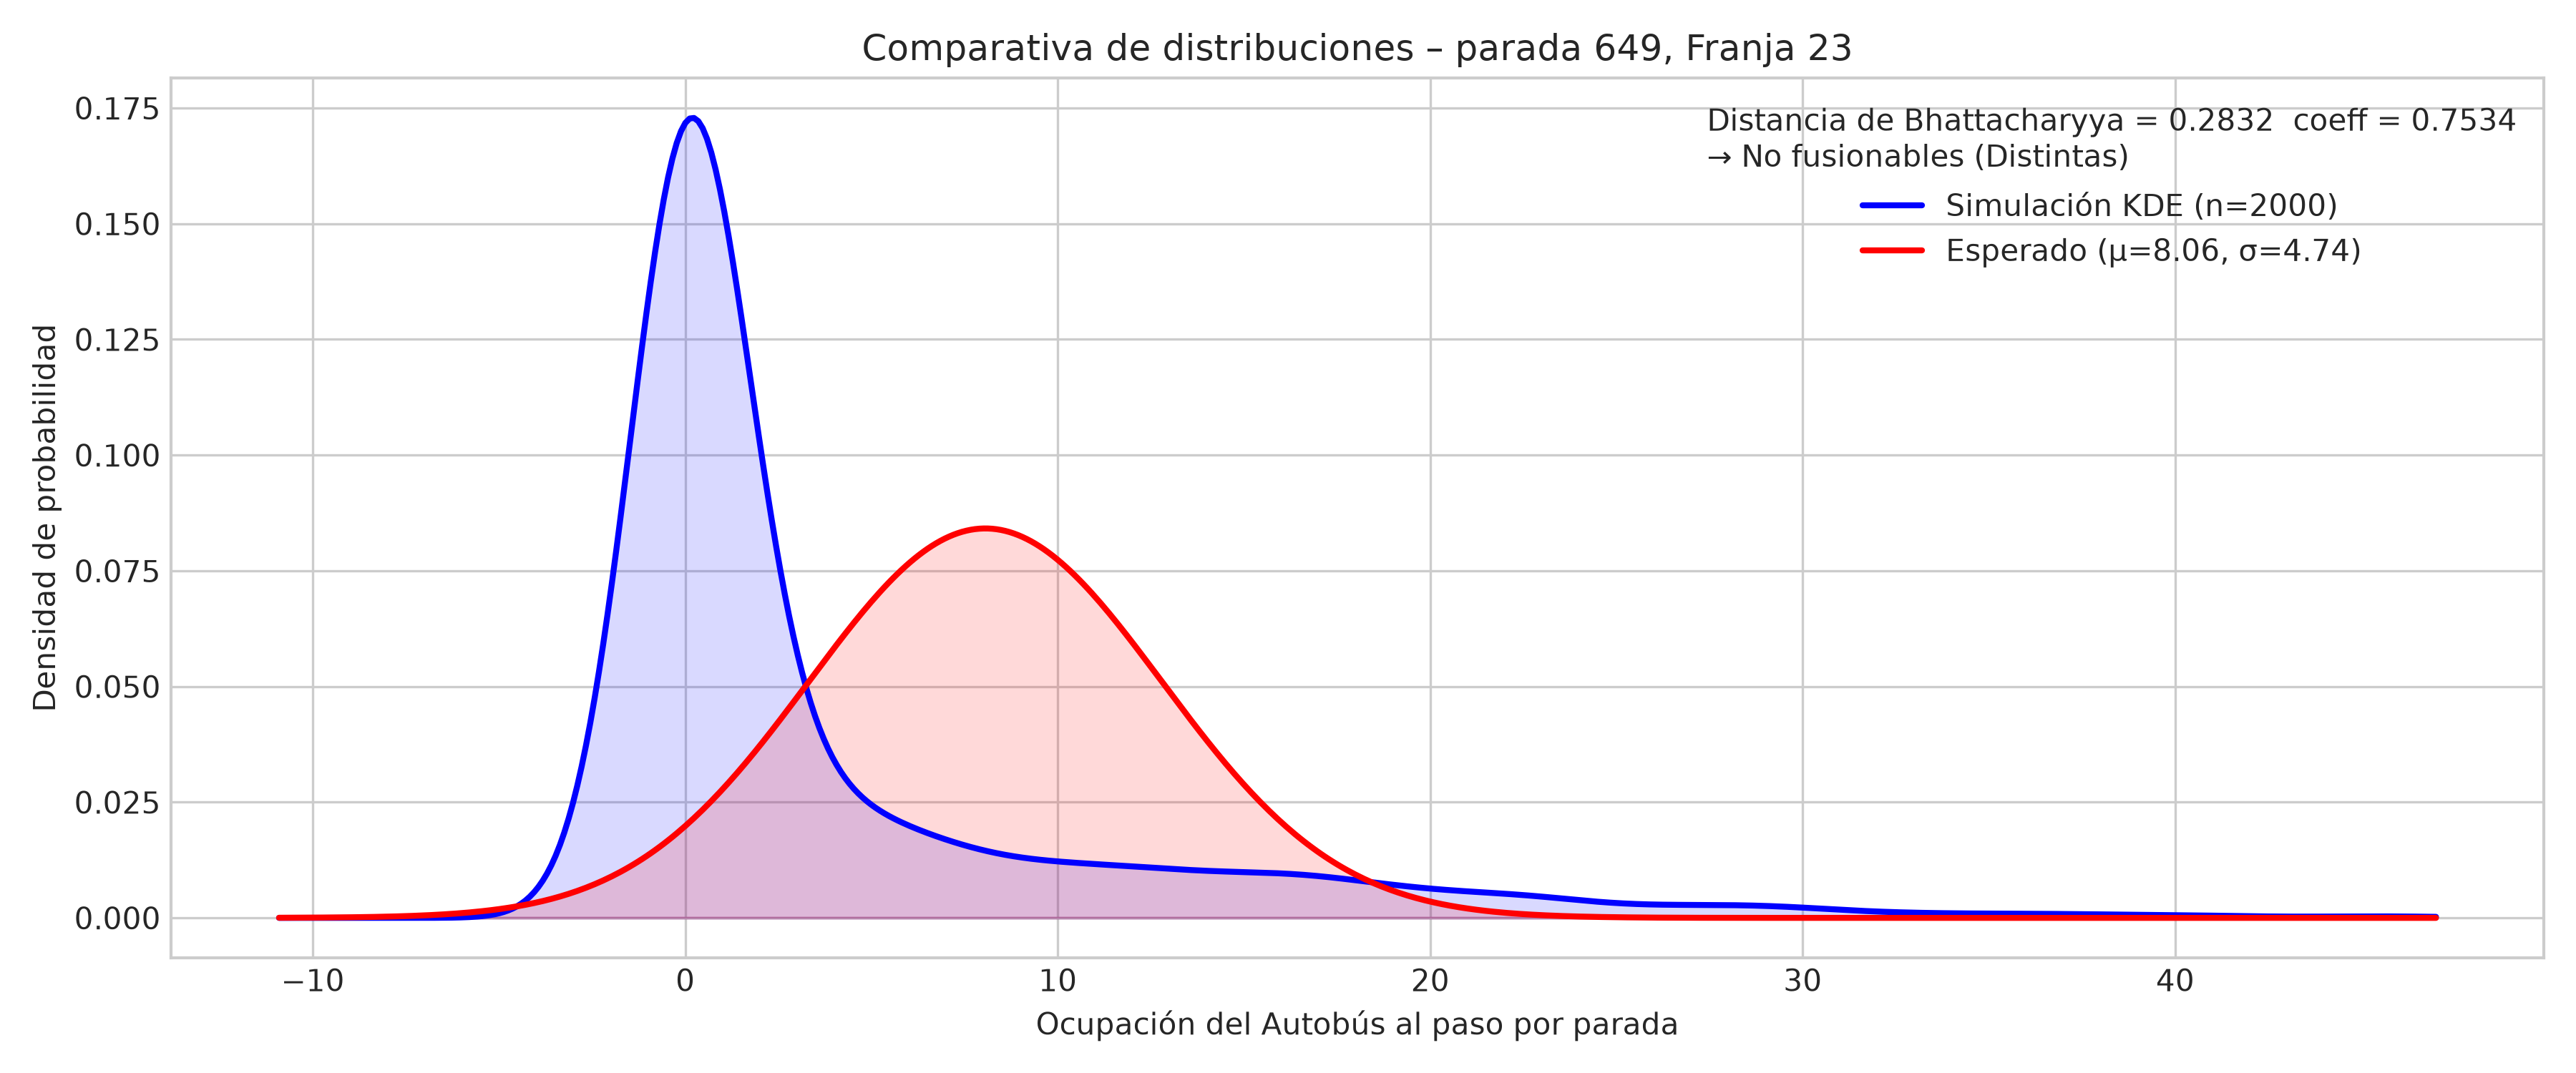 Comparativa de distribuciones – parada 649, Franja 23
Distancia de Bhattacharyya = 0.2832  coeff = 0.7534
→ No fusionables (Distintas)
Simulación KDE (n=2000)
Esperado (μ=8.06, σ=4.74)
Densidad de probabilidad
0.175
0.150
0.125
0.100
0.075
0.050
0.025
0.000
−10 0 10 20 30 40
Ocupación del Autobús al paso por parada